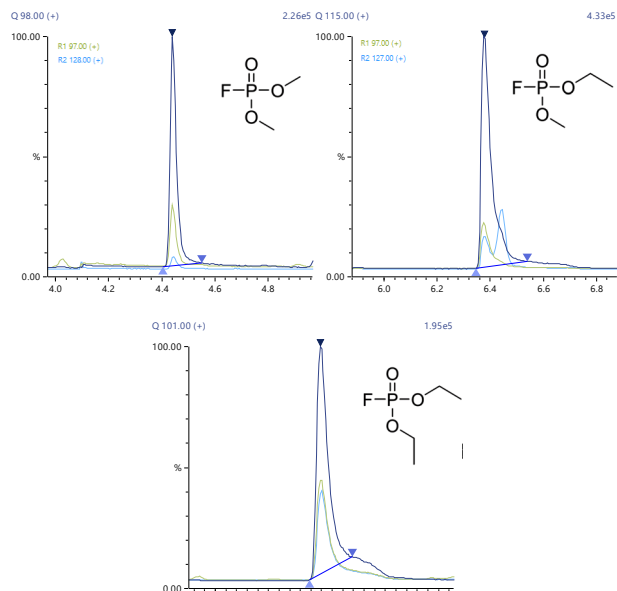 Q 98.00 (+) 2.26e5
100.00
R1 97.00 (+)
R2 128.00 (+)
%
0.00
4.0 4.2 4.4 4.6 4.8
O
F P O
O
Q 115.00 (+) 4.33e5
100.00
R1 97.00 (+)
R2 127.00 (+)
%
0.00
6.0 6.4 6.6 6.8
O
F P O
O
Q 101.00 (+) 1.95e5
100.00
%
0.00
O
F P O
O